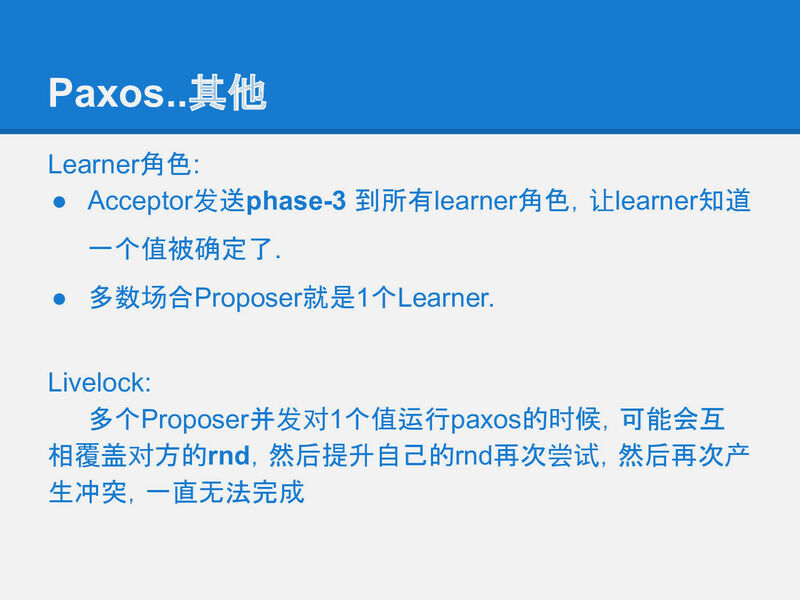 Paxos..其他
Learner角色:
● Acceptor发送phase-3 到所有learner角色, 让learner知道
一个值被确定了.
● 多数场合Proposer就是1个Learner.
Livelock:
多个Proposer并发对1个值运行paxos的时候, 可能会互
相覆盖对方的rnd, 然后提升自己的rnd再次尝试, 然后再次产
生冲突, 一直无法完成